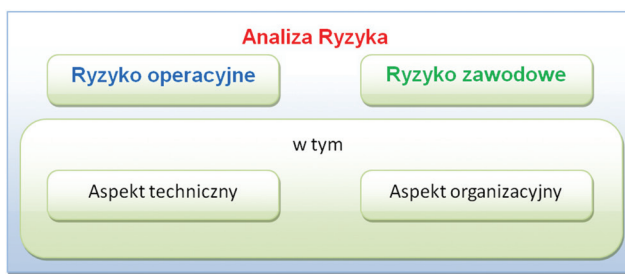 Analiza Ryzyka
Ryzyko operacyjne
Ryzyko zawodowe
w tym
Aspekt techniczny
Aspekt organizacyjny